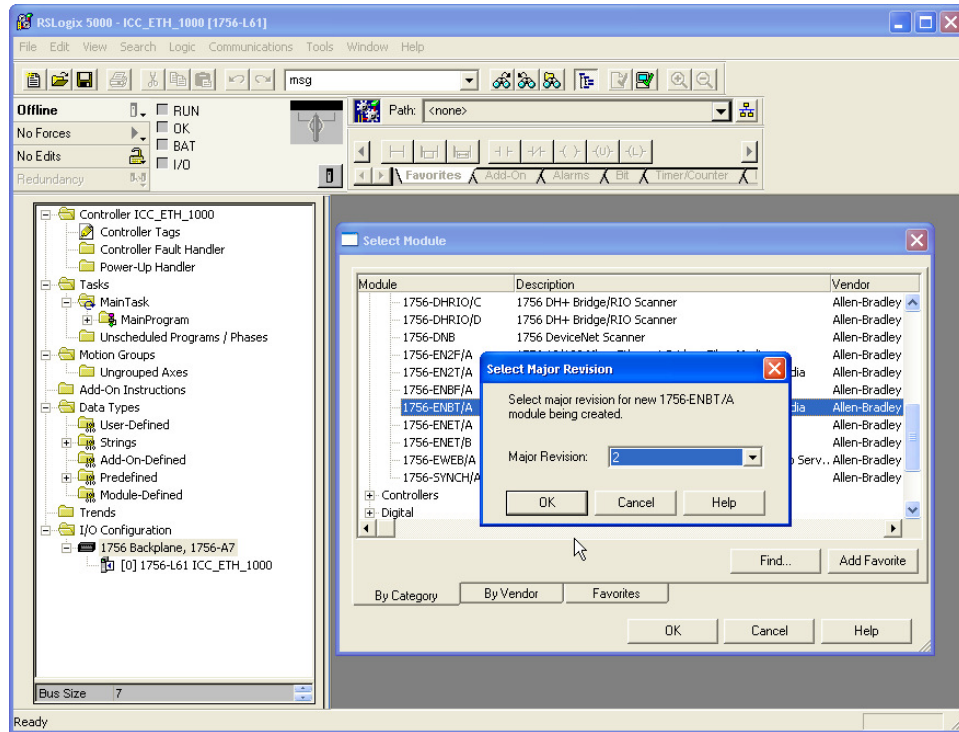 RSLogix 5000 - ICC_ETH_1000 [1756-L61]
File Edit View Search Logic Communications Tools Window Help
msg
Offline
RUN
No Forces
OK
No Edits
BAT
Redundancy
I/O
Path: <none>
Favorites Add-On Alarms Bit Timer/Counter
Controller ICC_ETH_1000
Controller Tags
Controller Fault Handler
Power-Up Handler
Tasks
MainTask
MainProgram
Unscheduled Programs / Phases
Motion Groups
Ungrouped Axes
Add-On Instructions
Data Types
User-Defined
Strings
Add-On-Defined
Predefined
Module-Defined
Trends
I/O Configuration
1756 Backplane, 1756-A7
[0] 1756-L61 ICC_ETH_1000
Bus Size 7
Ready
Select Module
Module Description Vendor
1756-DHRIO/C 1756 DH+ Bridge/RIO Scanner Allen-Bradley
1756-DHRIO/D 1756 DH+ Bridge/RIO Scanner Allen-Bradley
1756-DNB 1756 DeviceNet Scanner Allen-Bradley
1756-EN2F/A Allen-Bradley
1756-EN2T/A dia Allen-Bradley
1756-ENBF/A Allen-Bradley
1756-ENBT/A dia Allen-Bradley
1756-ENET/A Allen-Bradley
1756-ENET/B Allen-Bradley
1756-EWEB/A Serv.. Allen-Bradley
1756-SYNCH/A Allen-Bradley
Controllers
Digital
Find... Add Favorite
By Category By Vendor Favorites
OK Cancel Help
Select Major Revision
Select major revision for new 1756-ENBT/A
module being created.
Major Revision: 2
OK Cancel Help